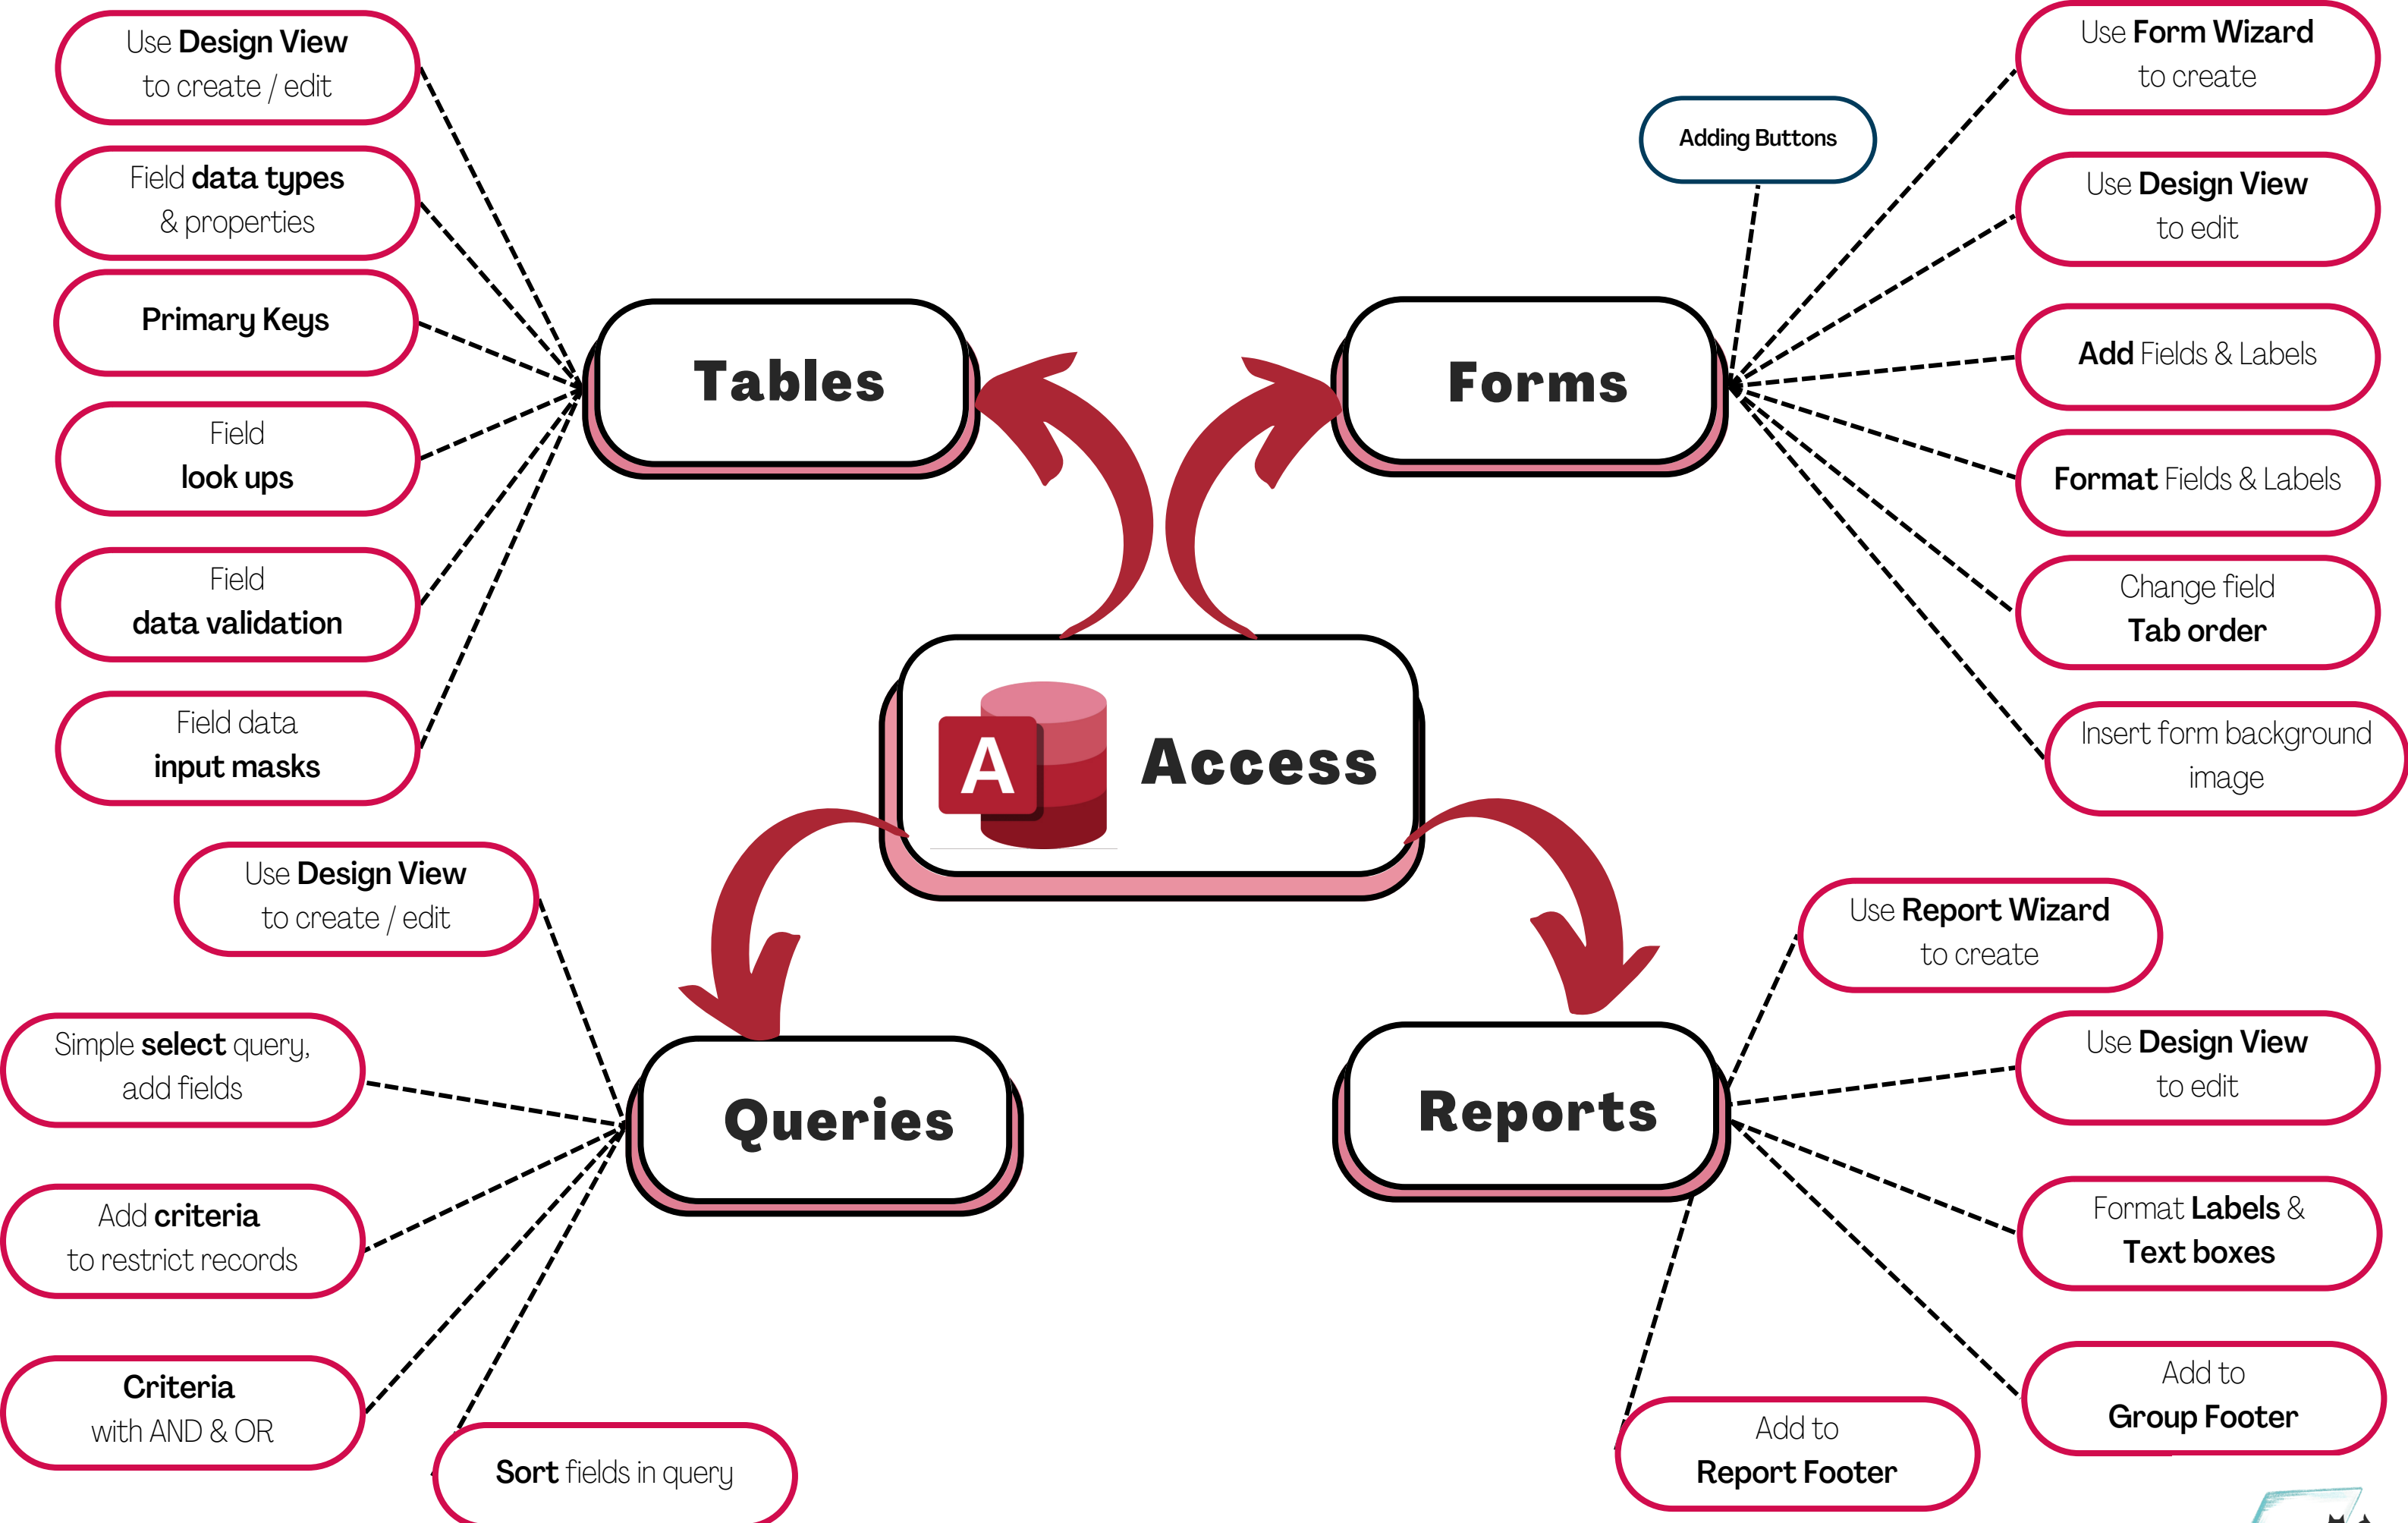 Use Design View
to create / edit
Field data types
& properties
Primary Keys
Field
look ups
Field
data validation
Field data
input masks
Tables
Adding Buttons
Forms
Use Form Wizard
to create
Use Design View
to edit
Add Fields & Labels
Format Fields & Labels
Change field
Tab order
Insert form background
image
A
Access
Use Design View
to create / edit
Simple select query,
add fields
Add criteria
to restrict records
Criteria
with AND & OR
Sort fields in query
Queries
Reports
Use Report Wizard
to create
Use Design View
to edit
Format Labels &
Text boxes
Add to
Group Footer
Add to
Report Footer